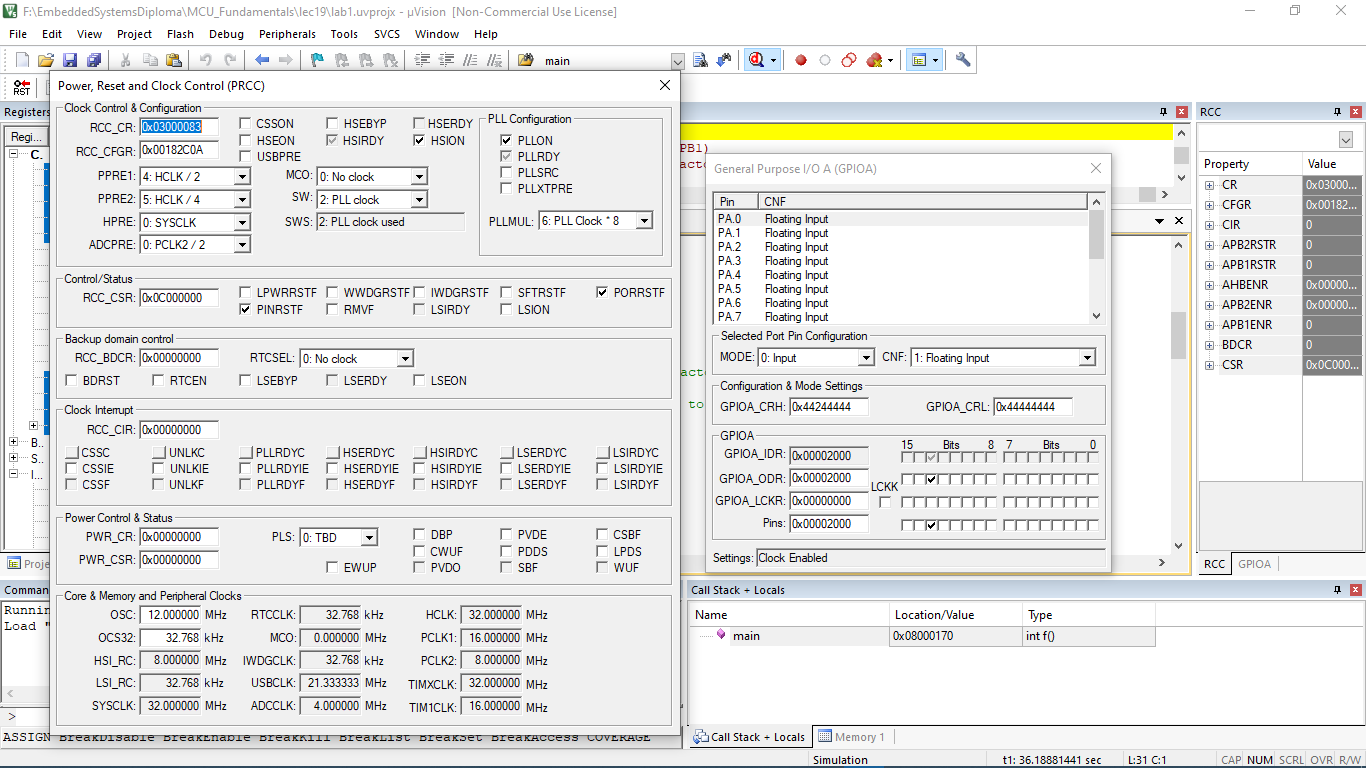 F:\EmbeddedSystemsDiploma\MCU_Fundamentals\lec19\lab1.uvprojx - µVision [Non-Commercial Use License]
File Edit View Project Flash Debug Peripherals Tools SVCS Window Help
main
RST
Registers
Regi...
C.
B..
S..
I...
Proje
Power, Reset and Clock Control (PRCC)
Clock Control & Configuration
RCC_CR: 0x03000083 CSSON HSEBYP HSERDY
HSEON HSIRDY HSION
RCC_CFGR: 0x00182C0A USBPRE
PPRE1: 4: HCLK / 2 MCO: 0: No clock
PPRE2: 5: HCLK / 4 SW: 2: PLL clock
HPRE: 0: SYSCLK SWS: 2: PLL clock used
ADCPRE: 0: PCLK2 / 2
PLL Configuration
PLLON
PLLRDY
PLLSRC
PLLXTPRE
PLLMUL: 6: PLL Clock * 8
Control/Status
RCC_CSR: 0x0C000000 LPWRRSTF WWDGRSTF IWDGRSTF SFTRSTF PORRSTF
PINRSTF RMVF LSIRDY LSION
Backup domain control
RCC_BDCR: 0x00000000 RTCSEL: 0: No clock
BDRST RTCEN LSEBYP LSERDY LSEON
Clock Interrupt
RCC_CIR: 0x00000000
CSSC UNLKC PLLRDYC HSERDYC HSIRDYC LSERDYC LSIRDYC
CSSIE UNLKIE PLLRDYIE HSERDYIE HSIRDYIE LSERDYIE LSIRDYIE
CSSF UNLKF PLLRDYF HSERDYF HSIRDYF LSERDYF LSIRDYF
Power Control & Status
PWR_CR: 0x00000000 PLS: 0: TBD DBP PVDE CSBF
CWUF PDDS LPDS
PWR_CSR: 0x00000000 EWUP PVDO SBF WUF
Core & Memory and Peripheral Clocks
OSC: 12.000000 MHz RTCCLK: 32.768 kHz HCLK: 32.000000 MHz
OCS32: 32.768 kHz MCO: 0.000000 MHz PCLK1: 16.000000 MHz
HSI_RC: 8.000000 MHz IWDGCLK: 32.768 kHz PCLK2: 8.000000 MHz
LSI_RC: 32.768 kHz USBCLK: 21.333333 MHz TIMXCLK: 32.000000 MHz
SYSCLK: 32.000000 MHz ADCCLK: 4.000000 MHz TIM1CLK: 16.000000 MHz
PB1)
actor
General Purpose I/O A (GPIOA)
Pin CNF
PA.0 Floating Input
PA.1 Floating Input
PA.2 Floating Input
PA.3 Floating Input
PA.4 Floating Input
PA.5 Floating Input
PA.6 Floating Input
PA.7 Floating Input
Selected Port Pin Configuration
MODE: 0: Input CNF: 1: Floating Input
Configuration & Mode Settings
GPIOA_CRH: 0x44244444 GPIOA_CRL: 0x44444444
GPIOA
15 Bits 8 7 Bits 0
GPIOA_IDR: 0x00002000
GPIOA_ODR: 0x00002000
LCKK
GPIOA_LCKR: 0x00000000
Pins: 0x00002000
Settings: Clock Enabled
to
RCC
Property Value
CR 0x03000...
CFGR 0x00182...
CIR 0
APB2RSTR 0
APB1RSTR 0
AHBENR 0x00000...
APB2ENR 0x00000...
APB1ENR 0
BDCR 0
CSR 0x0C000...
RCC GPIOA
Comman
Runnin
Load "
>
ASSIGN BreakDisable BreakEnable BreakKill BreakList BreakSet BreakAccess COVERAGE
Call Stack + Locals
Name Location/Value Type
main 0x08000170 int f()
Call Stack + Locals Memory 1
Simulation t1: 36.18881441 sec L:31 C:1 CAP NUM SCRL OVR R/W